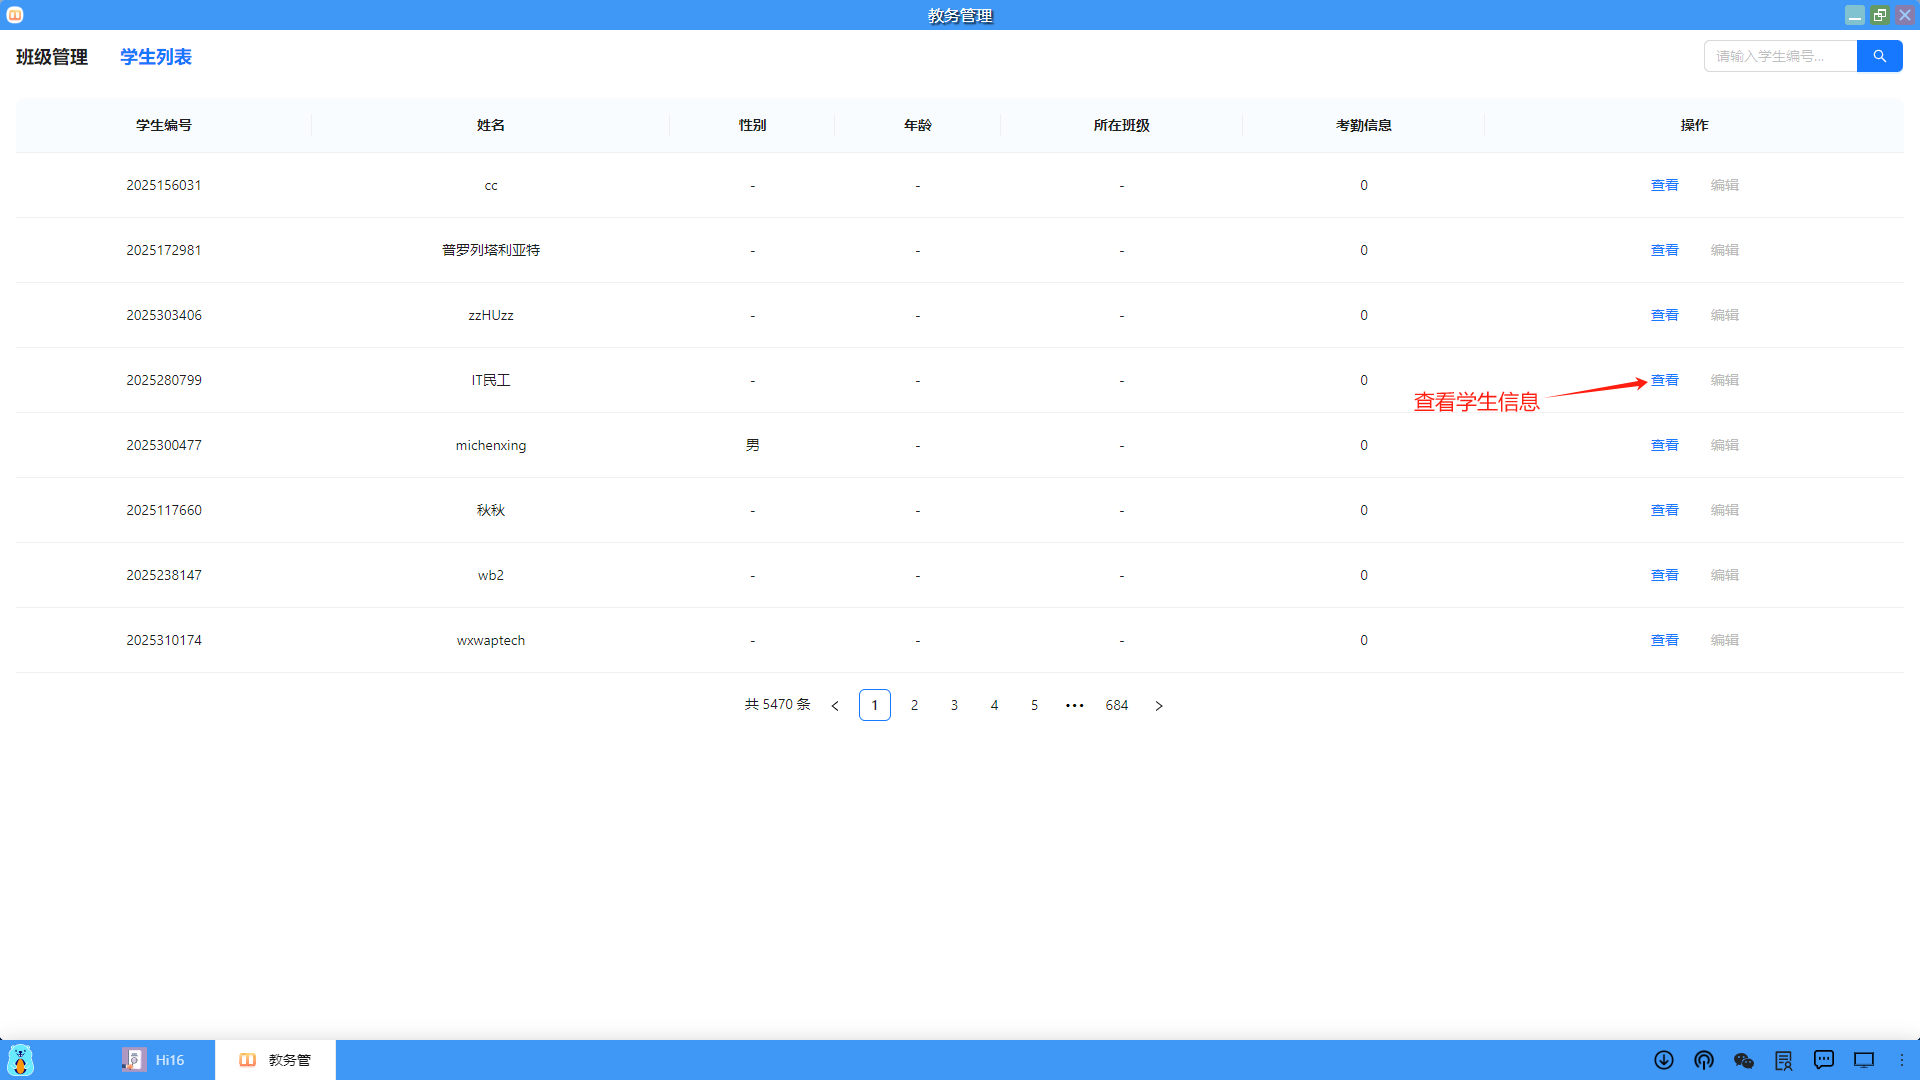 教务管理
班级管理 学生列表 请输入学生编号...
学生编号 姓名 性别 年龄 所在班级 考勤信息 操作
2025156031 cc - - - 0 查看 编辑
2025172981 普罗列塔利亚特 - - - 0 查看 编辑
2025303406 zzHUzz - - - 0 查看 编辑
2025280799 IT民工 - - - 0 查看 编辑
查看学生信息
2025300477 michenxing 男 - - 0 查看 编辑
2025117660 秋秋 - - - 0 查看 编辑
2025238147 wb2 - - - 0 查看 编辑
2025310174 wxwaptech - - - 0 查看 编辑
共 5470 条 < 1 2 3 4 5 ••• 684 >
Hi16 教务管